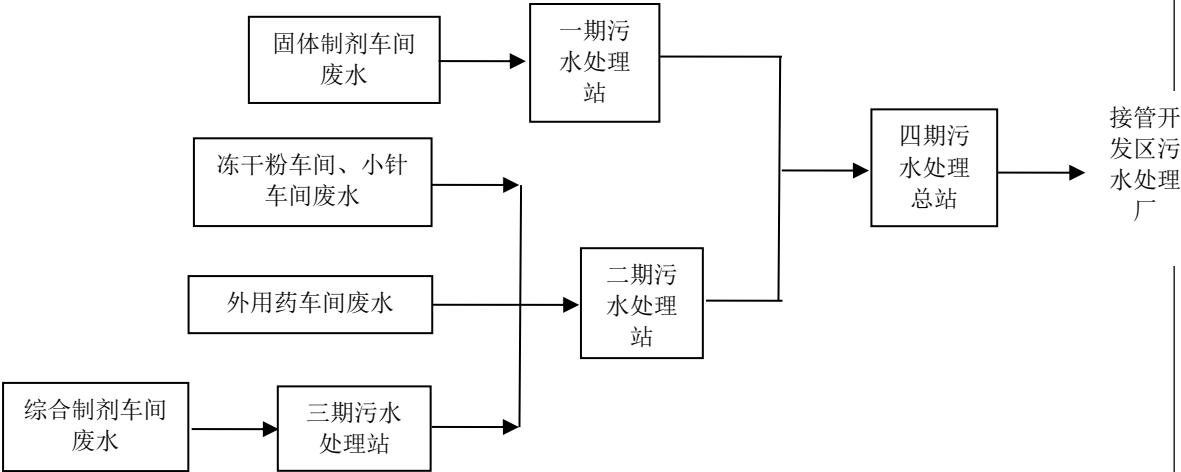 固体制剂车间
废水
一期污
水处理
站
冻干粉车间、小针
车间废水
外用药车间废水
二期污
水处理
站
综合制剂车间
废水
三期污水
处理站
四期污
水处理
总站
接管开
发区污
水处理
厂